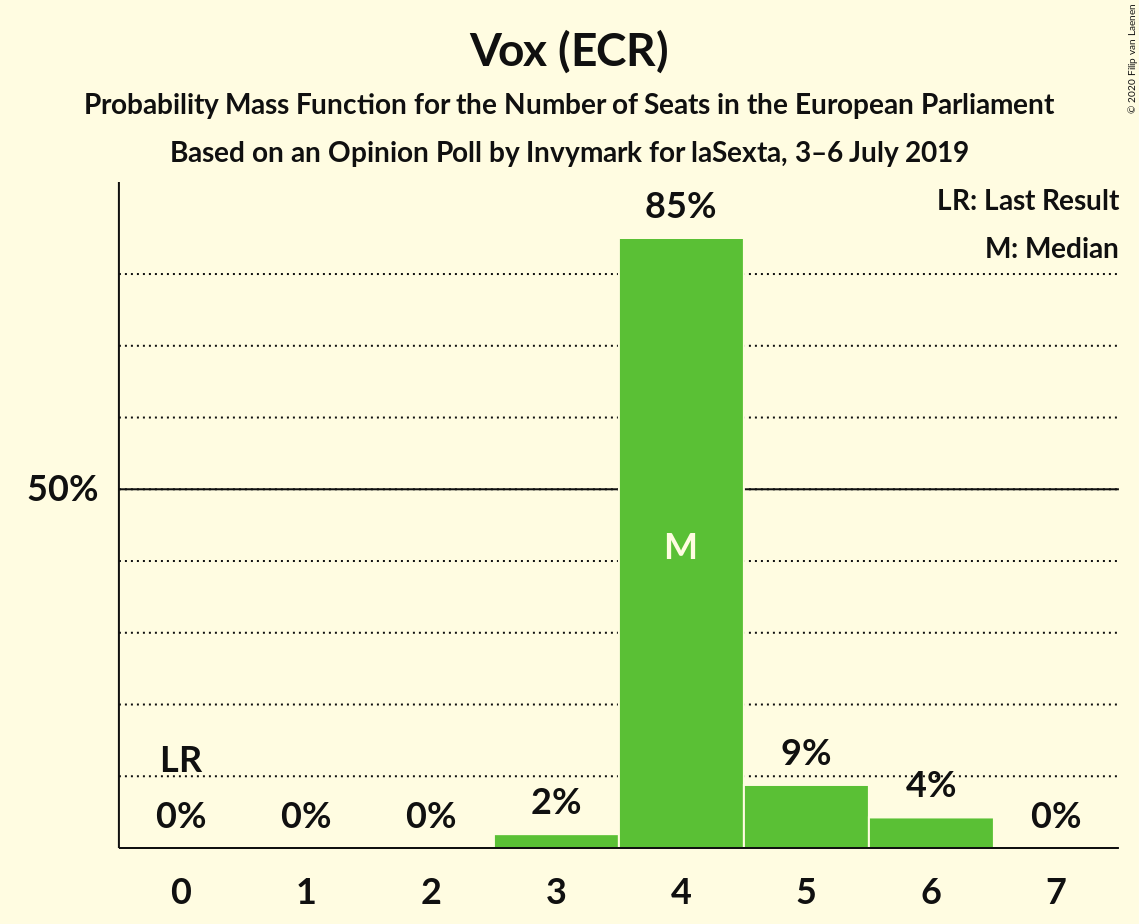 Vox (ECR)
Probability Mass Function for the Number of Seats in the European Parliament
Based on an Opinion Poll by Invymark for laSexta, 3–6 July 2019
© 2020 Filip van Laenen
LR: Last Result
M: Median
85%
50%
M
LR
0%
0%
0%
2%
9%
4%
0%
0
1
2
3
4
5
6
7